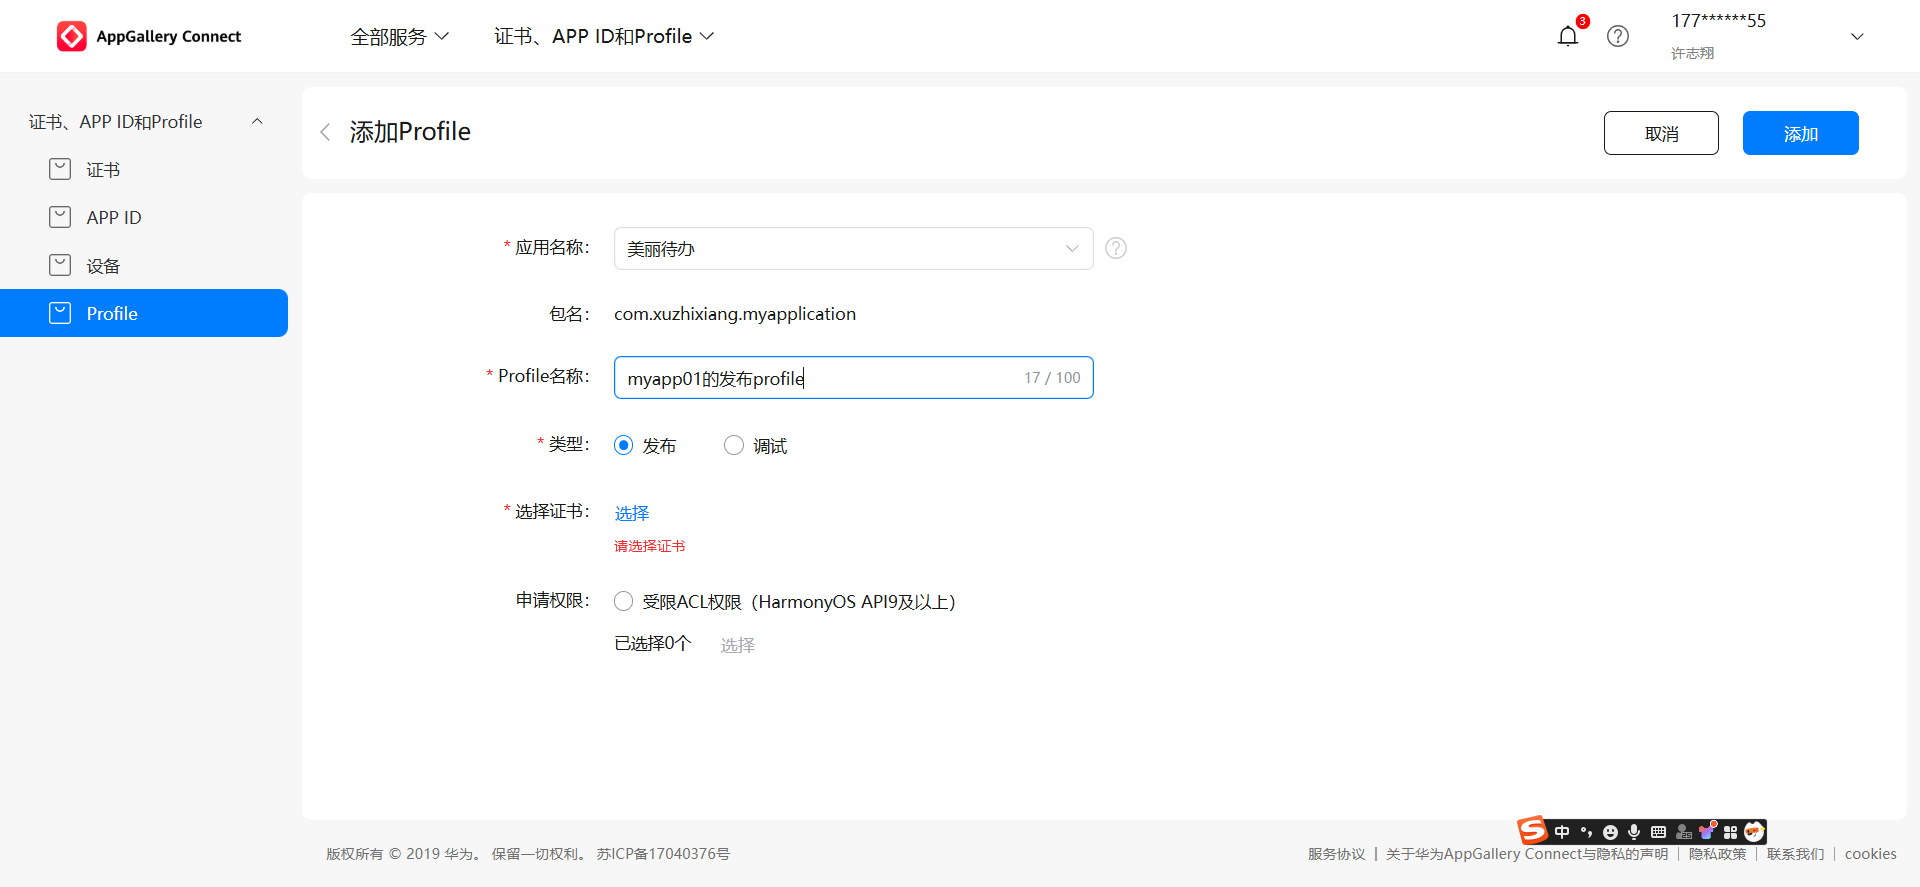 AppGallery Connect
全部服务
证书、APP ID和Profile
3
177******55
许志翔
证书、APP ID和Profile
证书
APP ID
设备
Profile
添加Profile
取消
添加
* 应用名称：
美丽待办
包名：
com.xuzhixiang.myapplication
* Profile名称：
myapp01的发布profile
17 / 100
* 类型：
发布
调试
* 选择证书：
选择
请选择证书
申请权限：
受限ACL权限（HarmonyOS API9及以上）
已选择0个
选择
中
版权所有 © 2019 华为。 保留一切权利。 苏ICP备17040376号
服务协议 | 关于华为AppGallery Connect与隐私的声明 | 隐私政策 | 联系我们 | cookies